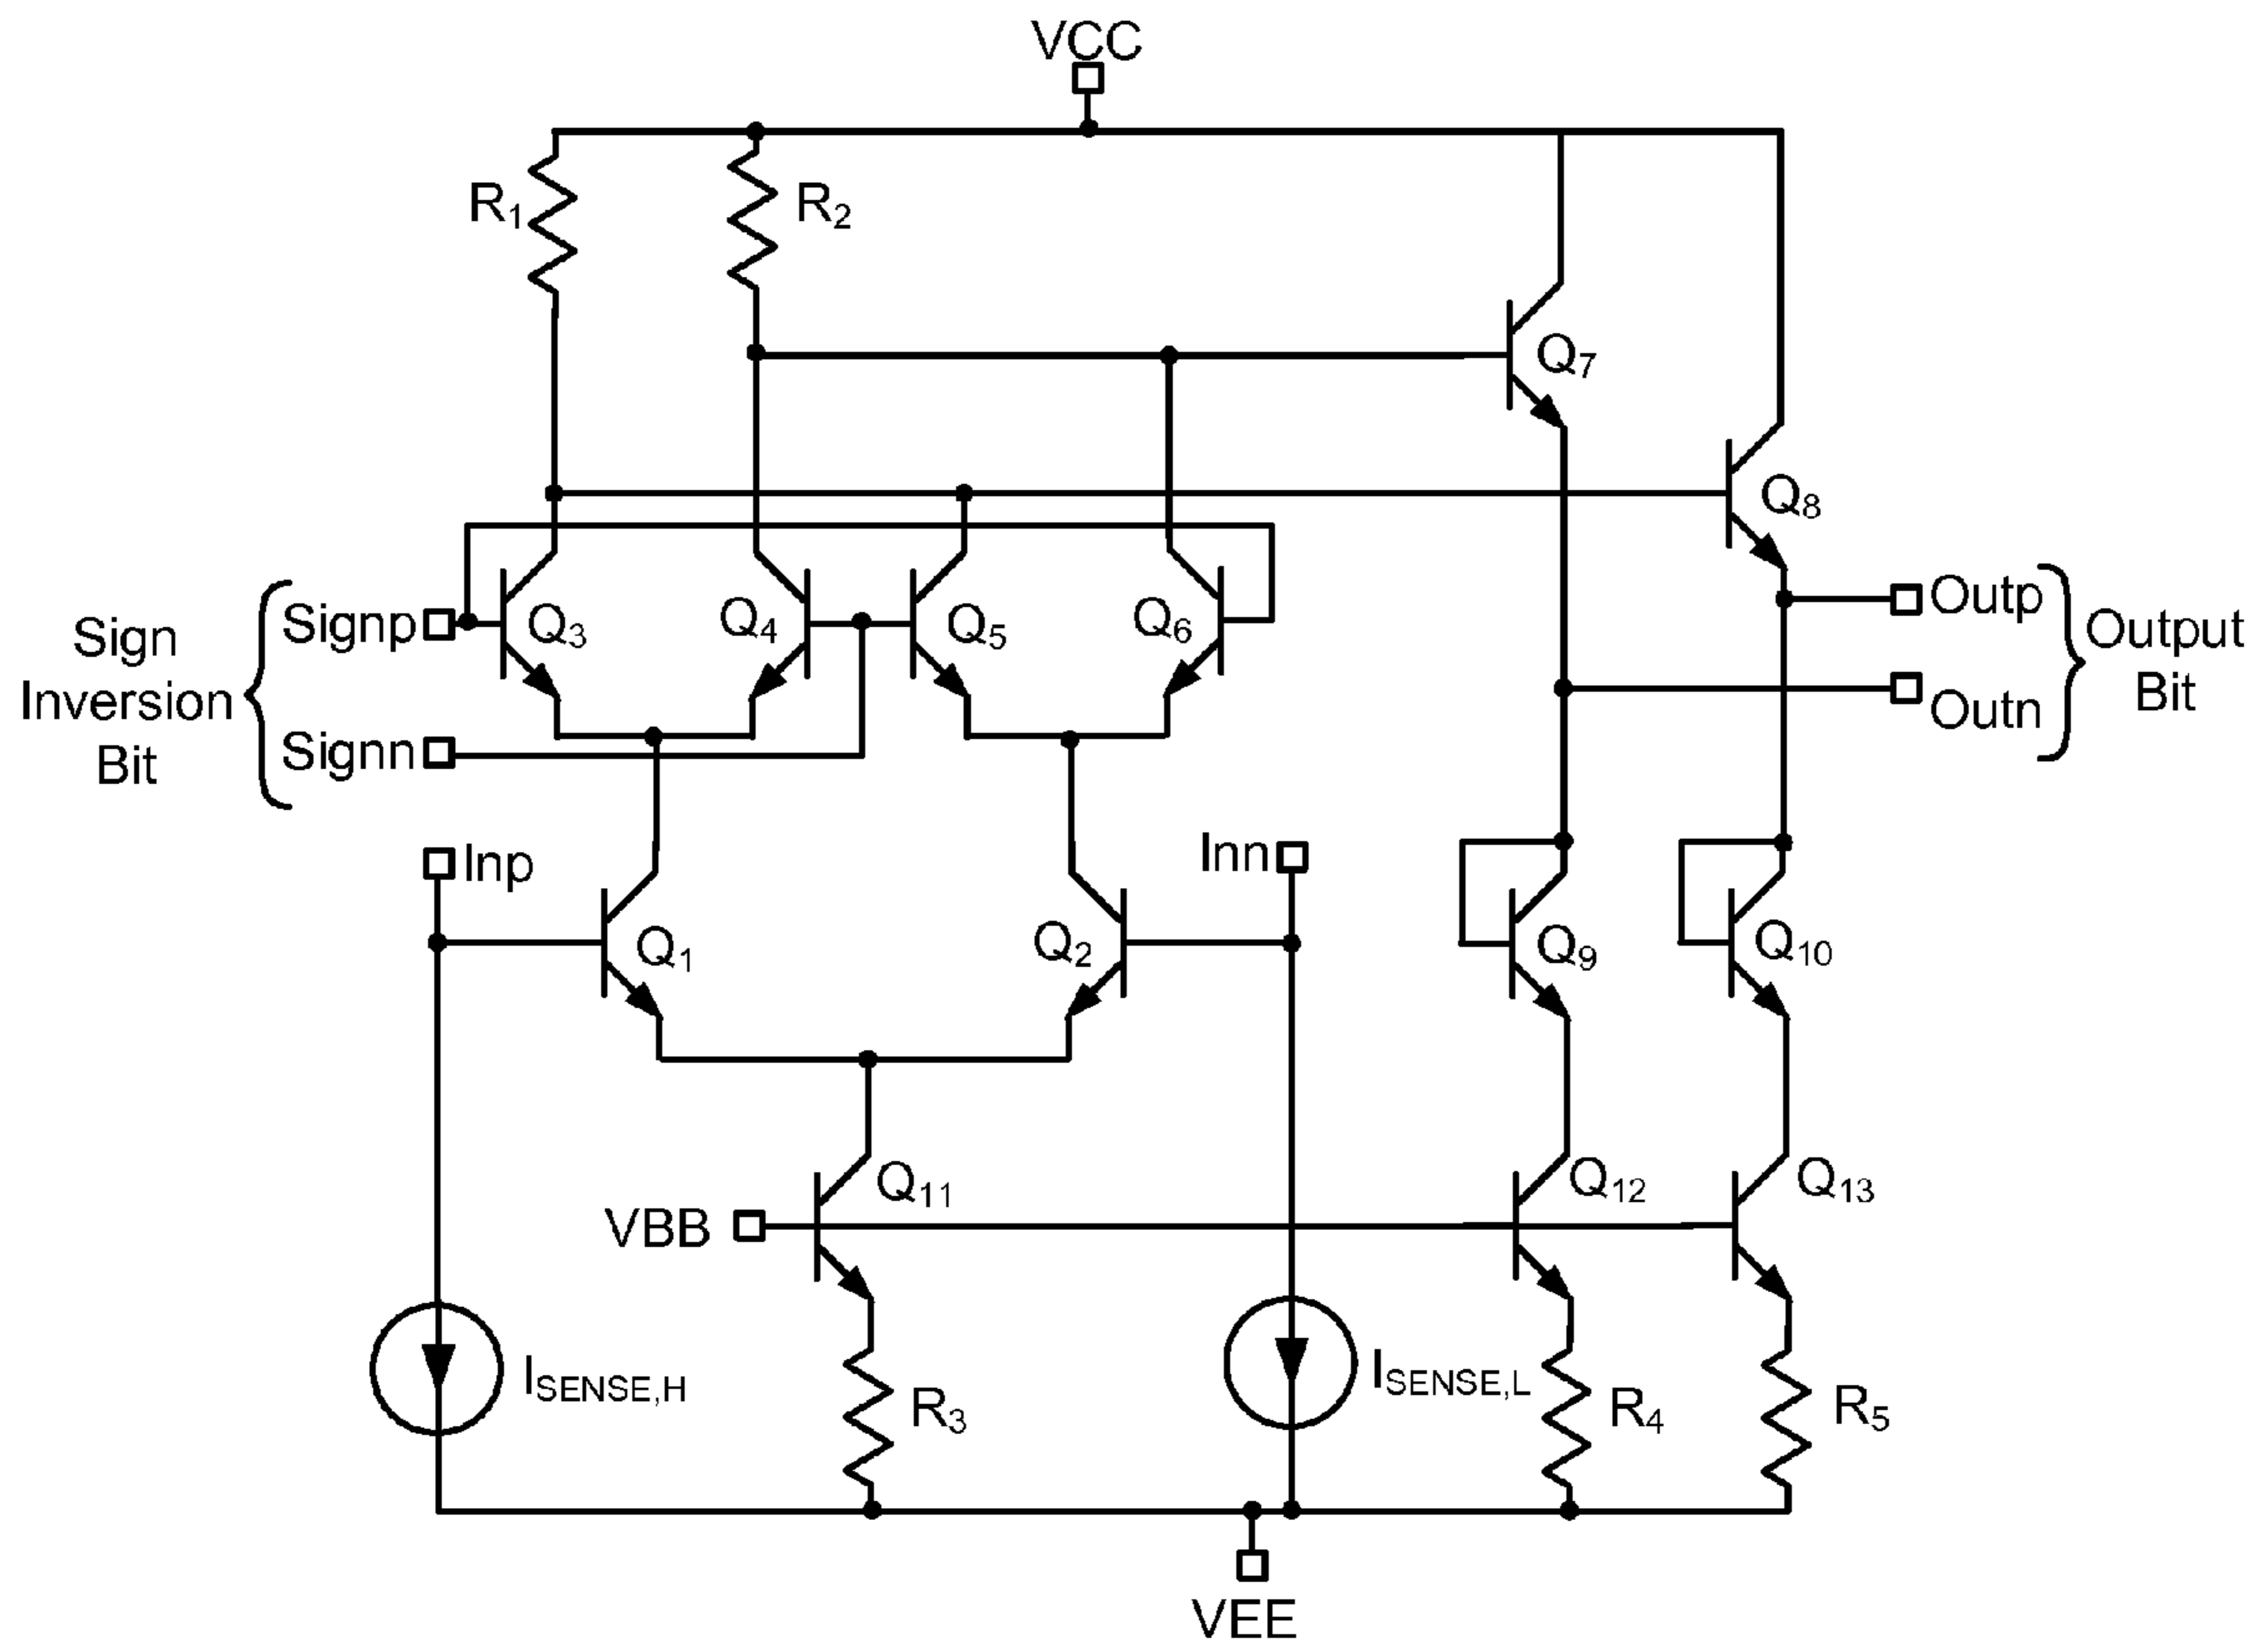 VCC
R1
R2
Q7
Q8
Sign
Inversion
Bit
Signp
Q3
Q4
Q5
Q6
Signn
Outp
Outn
Output
Bit
Inp
Q1
Q2
Inn
Q9
Q10
VBB
Q11
Q12
Q13
ISENSE,H
R3
ISENSE,L
R4
R5
VEE